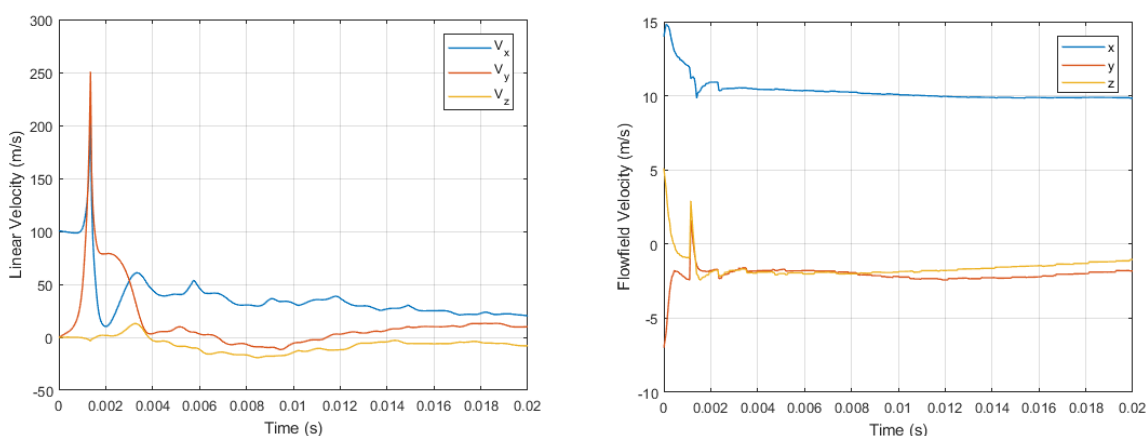 300
250
200
150
100
50
0
-50
Linear Velocity (m/s)
0 0.002 0.004 0.006 0.008 0.01 0.012 0.014 0.016 0.018 0.02
Time (s)
V_x
V_y
V_z
15
10
5
0
-5
-10
Flowfield Velocity (m/s)
0 0.002 0.004 0.006 0.008 0.01 0.012 0.014 0.016 0.018 0.02
Time (s)
x
y
z